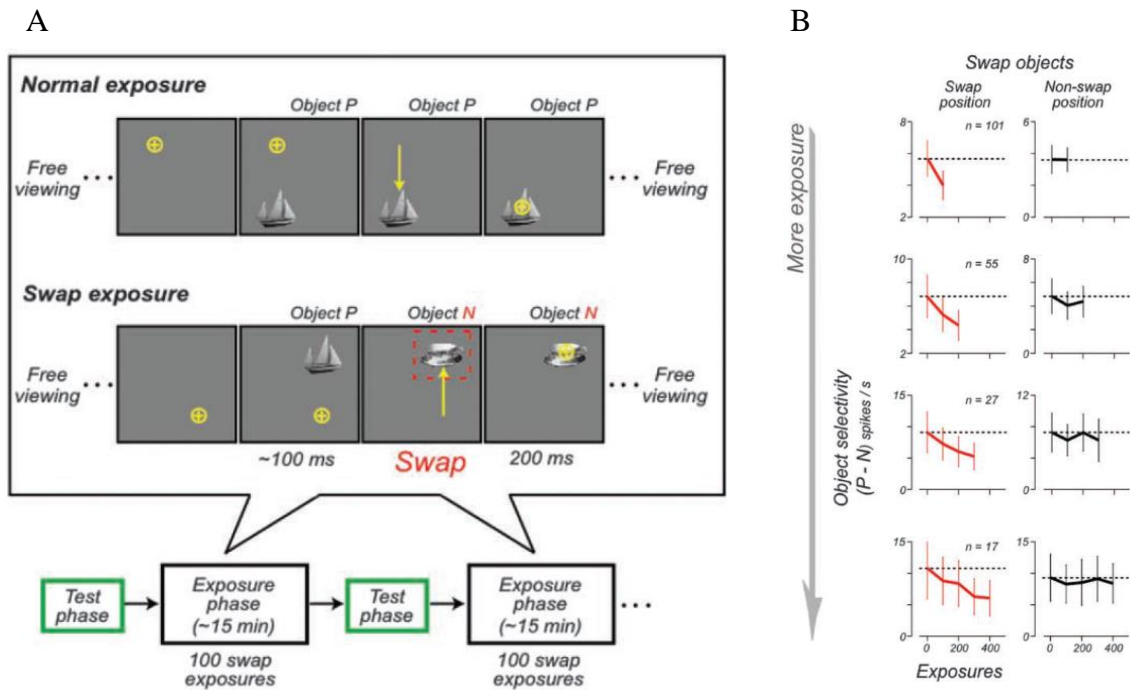 A
Normal exposure
Object P
Object P
Object P
Free
viewing
Free
viewing
Swap exposure
Object P
Object N
Object N
Free
viewing
Free
viewing
~100 ms
Swap
200 ms
Test
phase
Exposure
phase
(~15 min)
100 swap
exposures
Test
phase
Exposure
phase
(~15 min)
100 swap
exposures
B
Swap objects
Swap
position
Non-swap
position
More exposure
Object selectivity
(P - N) spikes / s
8
2
n = 101
6
0
10
2
n = 55
8
0
15
0
n = 27
12
0
15
0
n = 17
15
0
0 200 400
0 200 400
Exposures